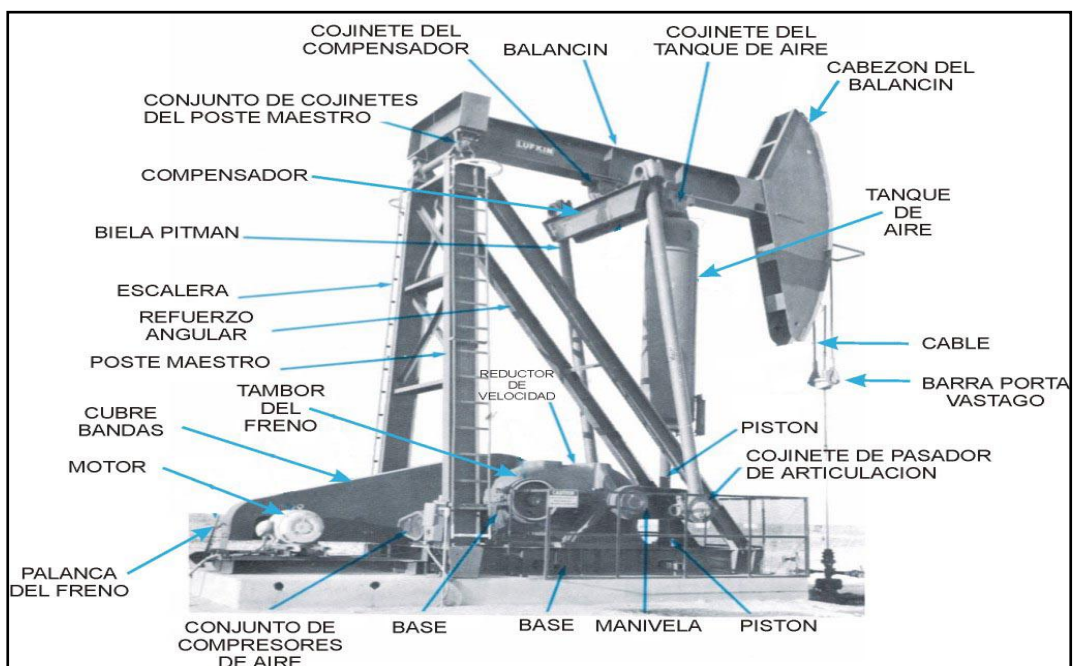 COJINETE DEL
COMPENSADOR
BALANCIN
COJINETE DEL
TANQUE DE AIRE
CABEZON DEL
BALANCIN
CONJUNTO DE COJINETES
DEL POSTE MAESTRO
LUFKIN
COMPENSADOR
TANQUE
DE
AIRE
BIELA PITMAN
ESCALERA
REFUERZO
ANGULAR
POSTE MAESTRO
CABLE
REDUCTOR
DE
VELOCIDAD
TAMBOR
DEL
FRENO
BARRA PORTA
VASTAGO
CUBRE
BANDAS
PISTON
MOTOR
COJINETE DE PASADOR
DE ARTICULACION
CAUTION
PALANCA
DEL FRENO
CONJUNTO DE
COMPRESORES
DE AIRE
BASE
BASE
MANIVELA
PISTON